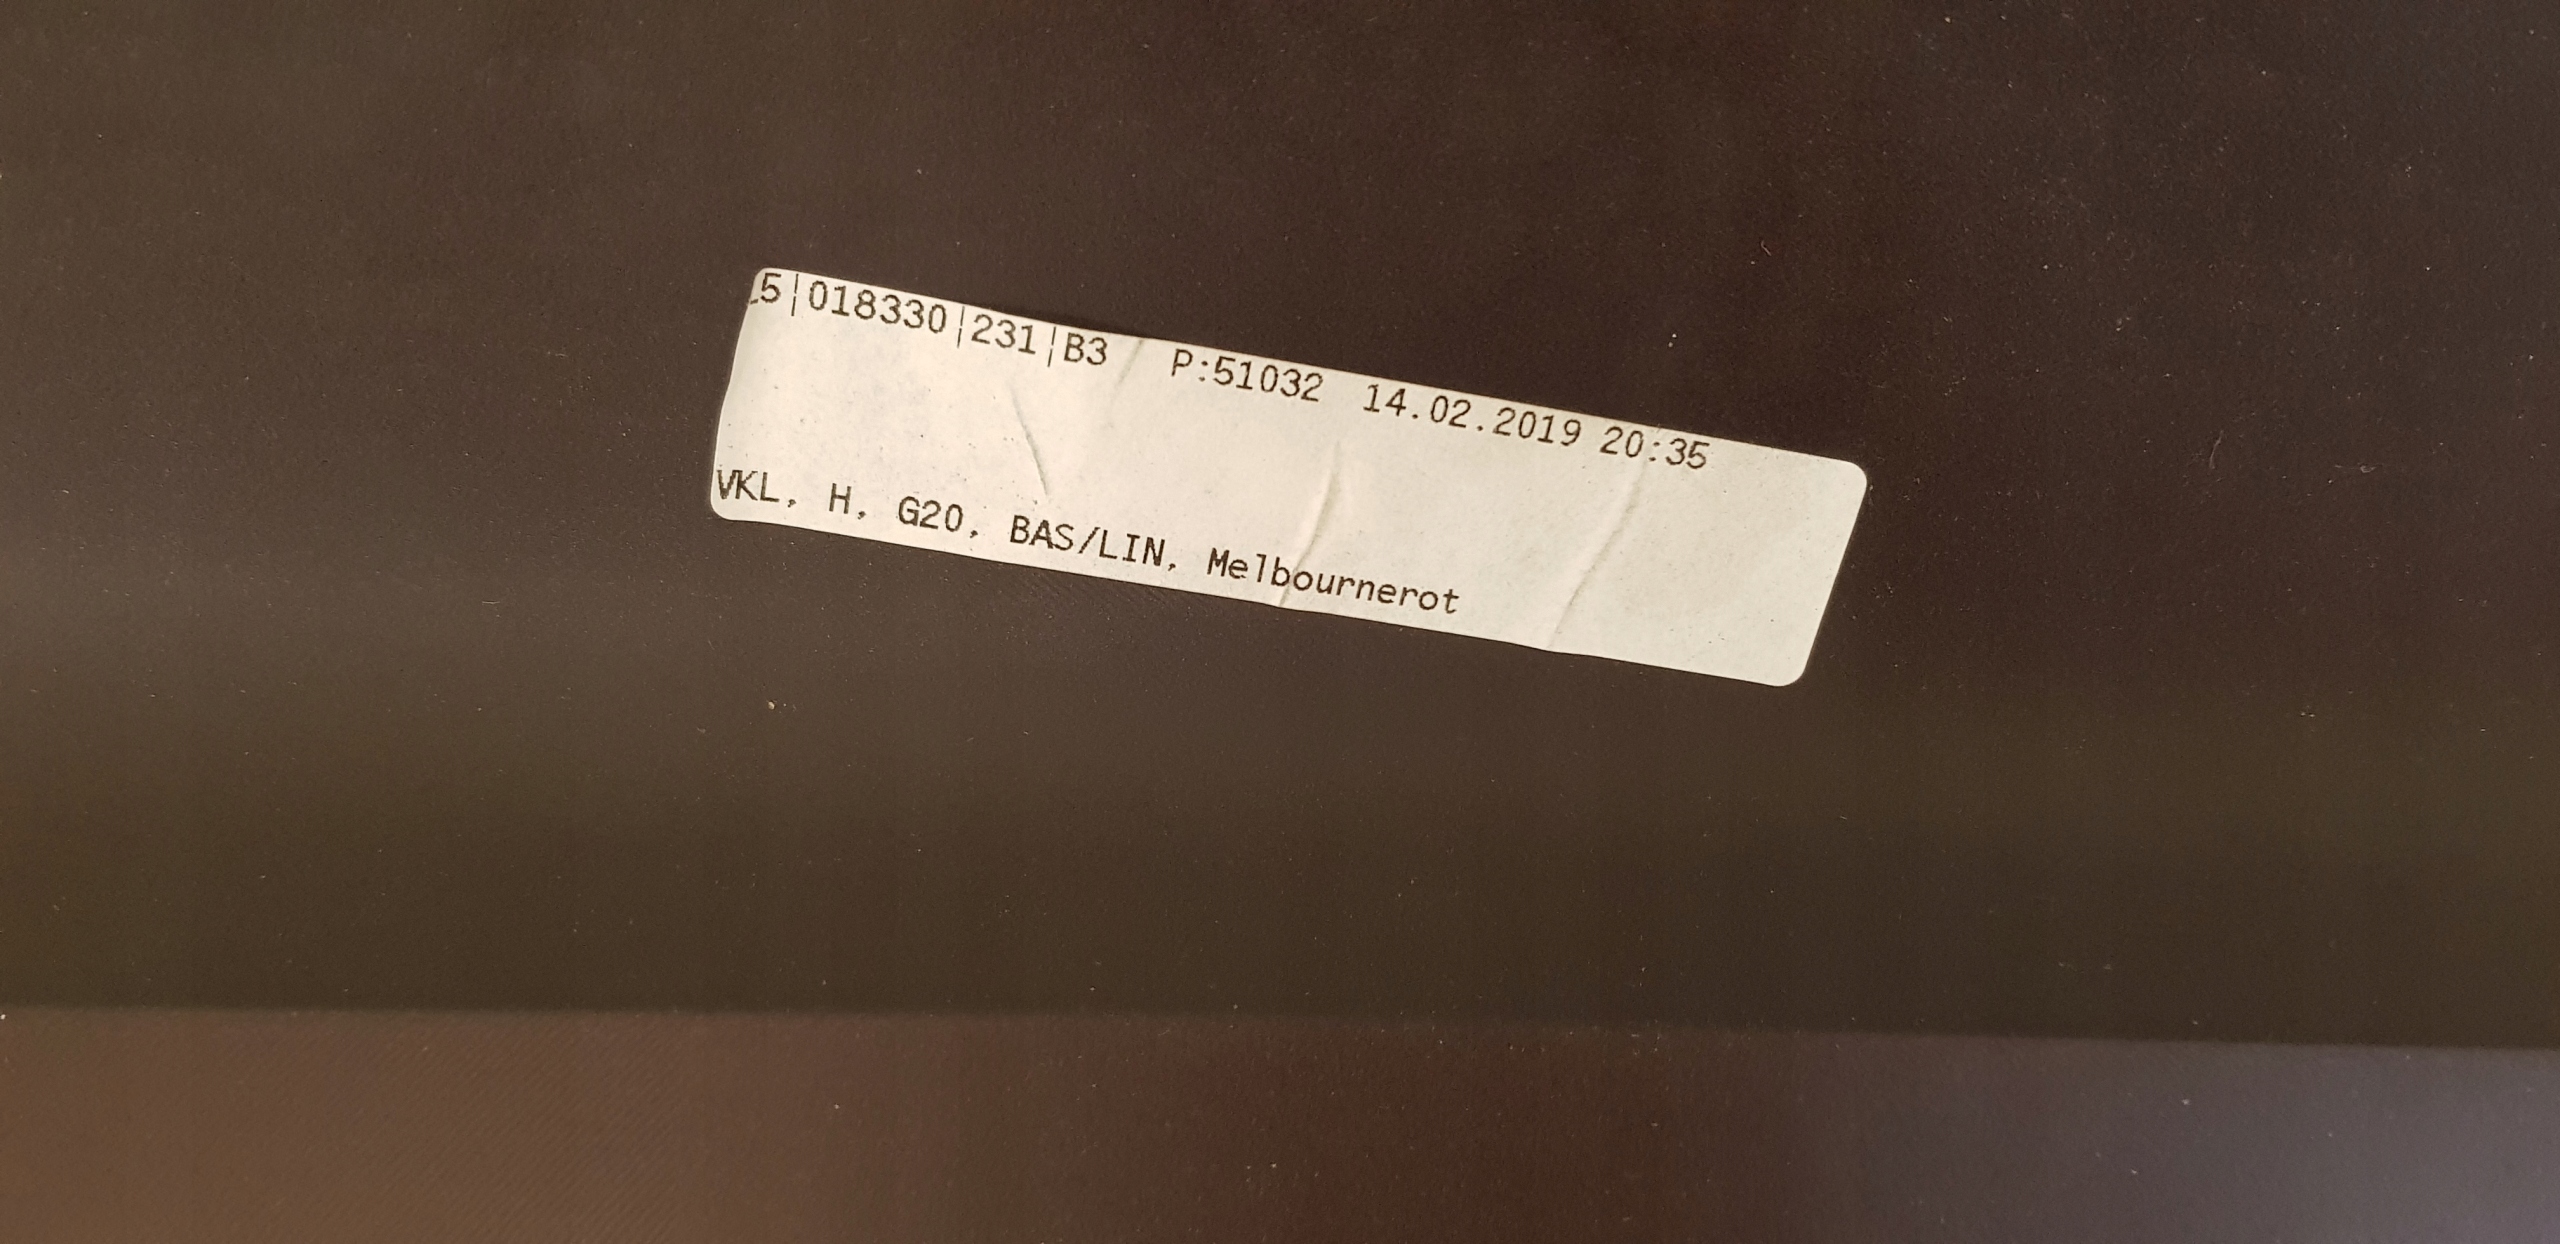 5|018330|231|B3 P:51032 14.02.2019 20:35
VKL, H, G20, BAS/LIN, Melbournerot